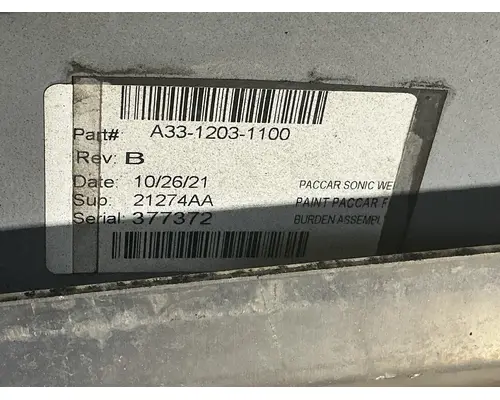 Part# A33-1203-1100
Rev: B
Date: 10/26/21
Sup: 21274AA
Serial: 377372
PACCAR SONIC WE
PAINT PACCAR F
BURDEN ASSEMBL